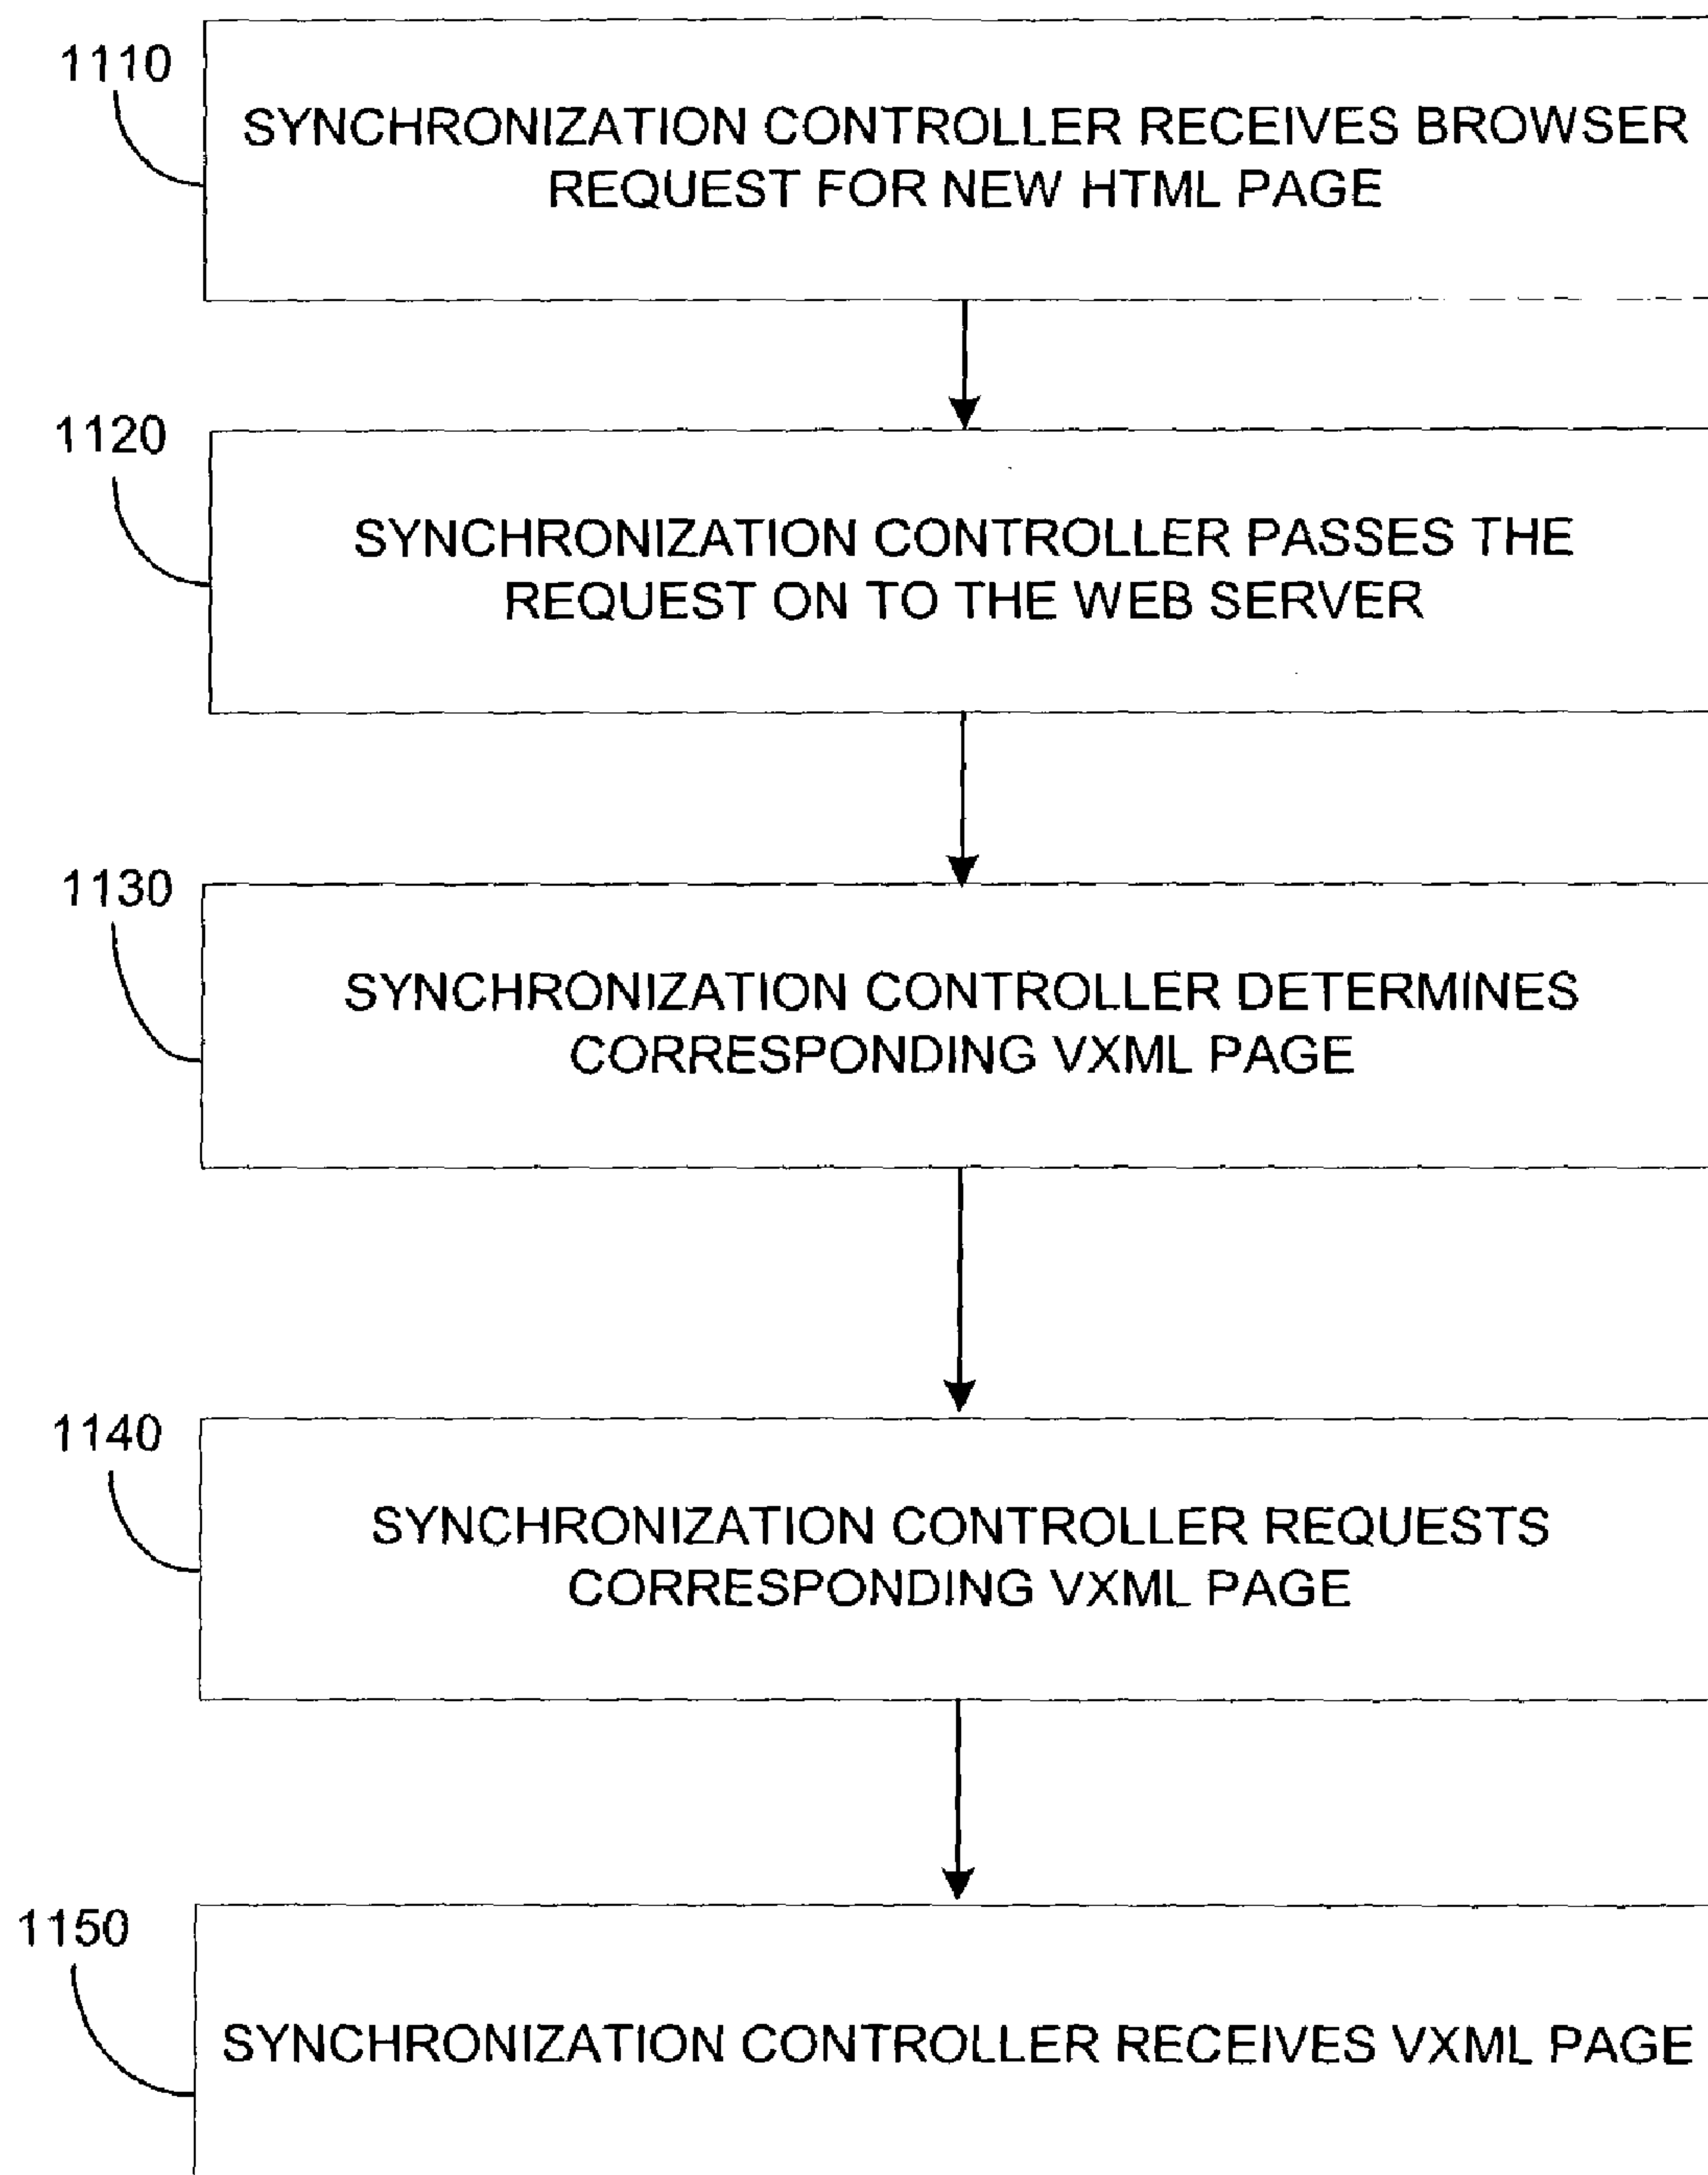 1110
SYNCHRONIZATION CONTROLLER RECEIVES BROWSER
REQUEST FOR NEW HTML PAGE
1120
SYNCHRONIZATION CONTROLLER PASSES THE
REQUEST ON TO THE WEB SERVER
1130
SYNCHRONIZATION CONTROLLER DETERMINES
CORRESPONDING VXML PAGE
1140
SYNCHRONIZATION CONTROLLER REQUESTS
CORRESPONDING VXML PAGE
1150
SYNCHRONIZATION CONTROLLER RECEIVES VXML PAGE